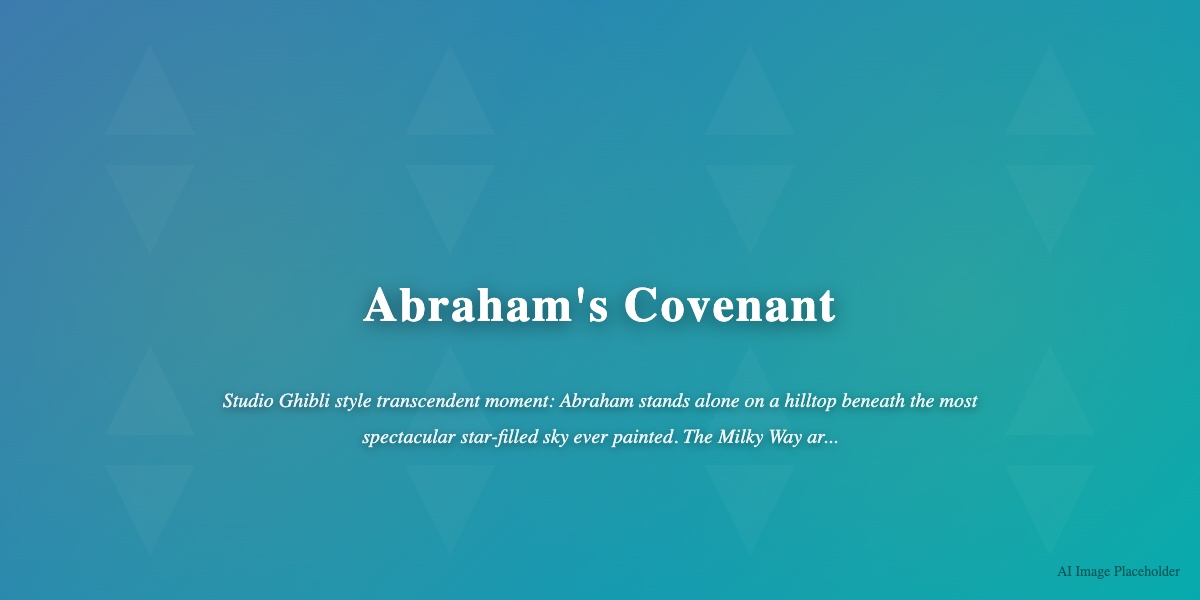 Abraham's Covenant
Studio Ghibli style transcendent moment: Abraham stands alone on a hilltop beneath the most
spectacular star-filled sky ever painted. The Milky Way ar...
AI Image Placeholder